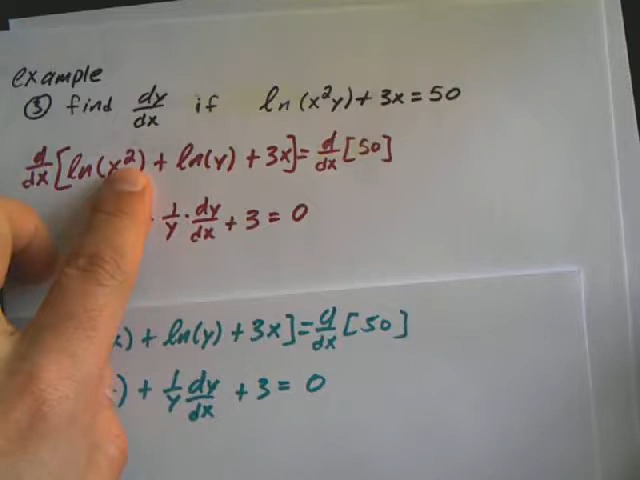 example
③ find dy/dx if ln(x²y) + 3x = 50
d/dx [ln(x²) + ln(y) + 3x] = d/dx [50]
1/y · dy/dx + 3 = 0
x) + ln(y) + 3x] = d/dx [50]
) + 1/y dy/dx + 3 = 0